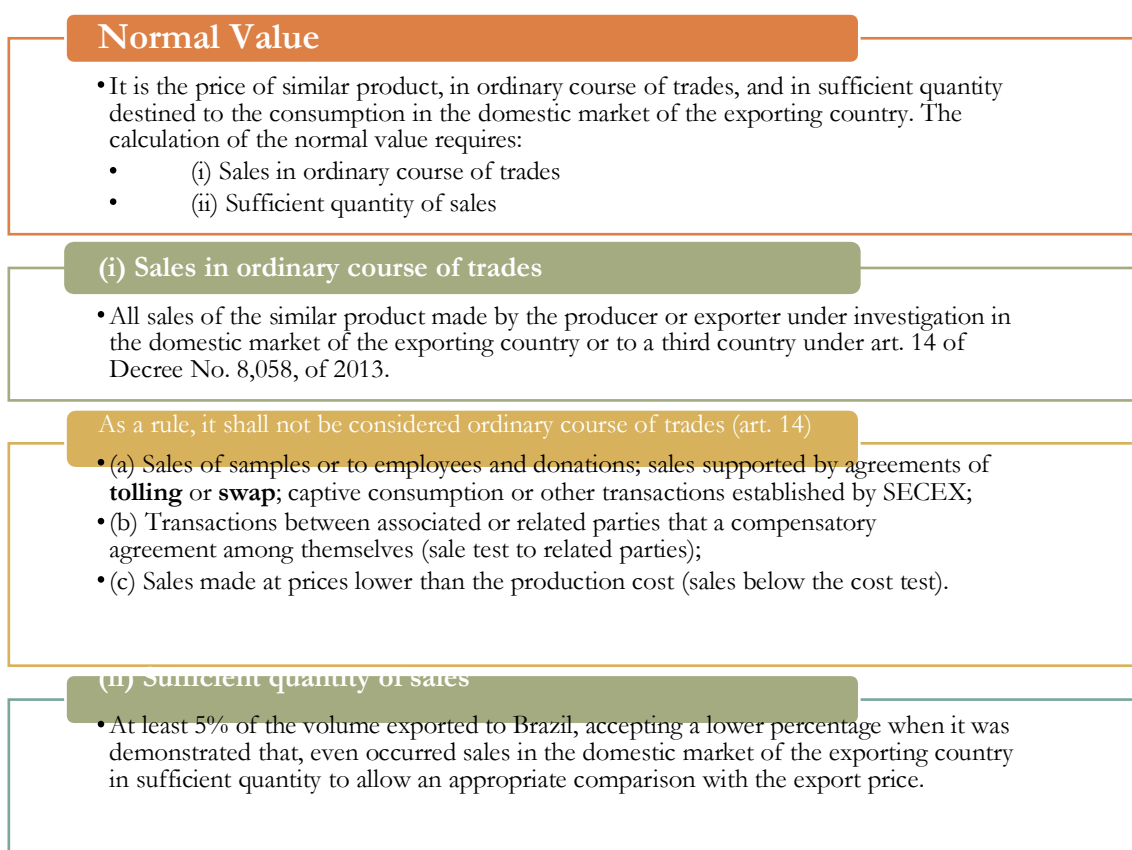 Normal Value
• It is the price of similar product, in ordinary course of trades, and in sufficient quantity
destined to the consumption in the domestic market of the exporting country. The
calculation of the normal value requires:
• (i) Sales in ordinary course of trades
• (ii) Sufficient quantity of sales
(i) Sales in ordinary course of trades
• All sales of the similar product made by the producer or exporter under investigation in
the domestic market of the exporting country or to a third country under art. 14 of
Decree No. 8,058, of 2013.
As a rule, it shall not be considered ordinary course of trades (art. 14)
• (a) Sales of samples or to employees and donations; sales supported by agreements of
tolling or swap; captive consumption or other transactions established by SECEX;
• (b) Transactions between associated or related parties that a compensatory
agreement among themselves (sale test to related parties);
• (c) Sales made at prices lower than the production cost (sales below the cost test).
(ii) Sufficient quantity of sales
• At least 5% of the volume exported to Brazil, accepting a lower percentage when it was
demonstrated that, even occurred sales in the domestic market of the exporting country
in sufficient quantity to allow an appropriate comparison with the export price.